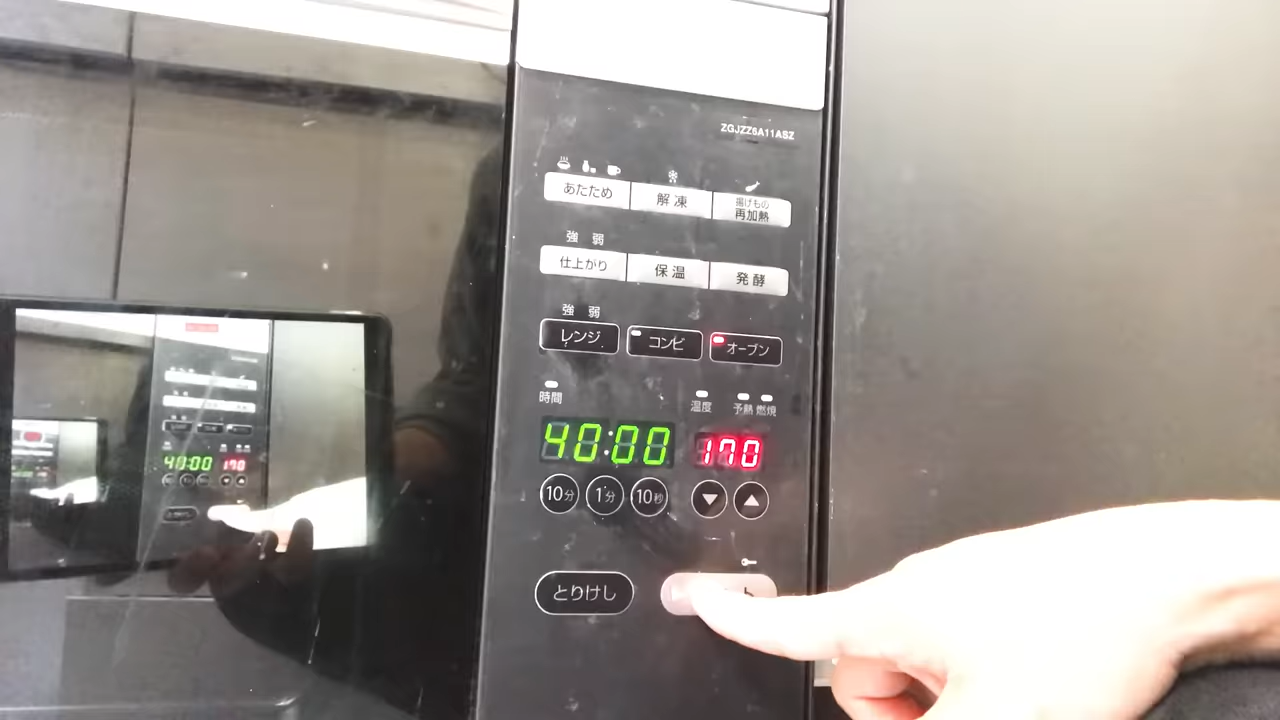 ZGJZZ6A11ASZ
あたため 解凍 揚げもの再加熱
強 弱
仕上がり 保温 発酵
強 弱
レンジ コンビ オーブン
時間 温度 予熱 燃焼
40:00 170
10分 1分 10秒 ▼ ▲
とりけし